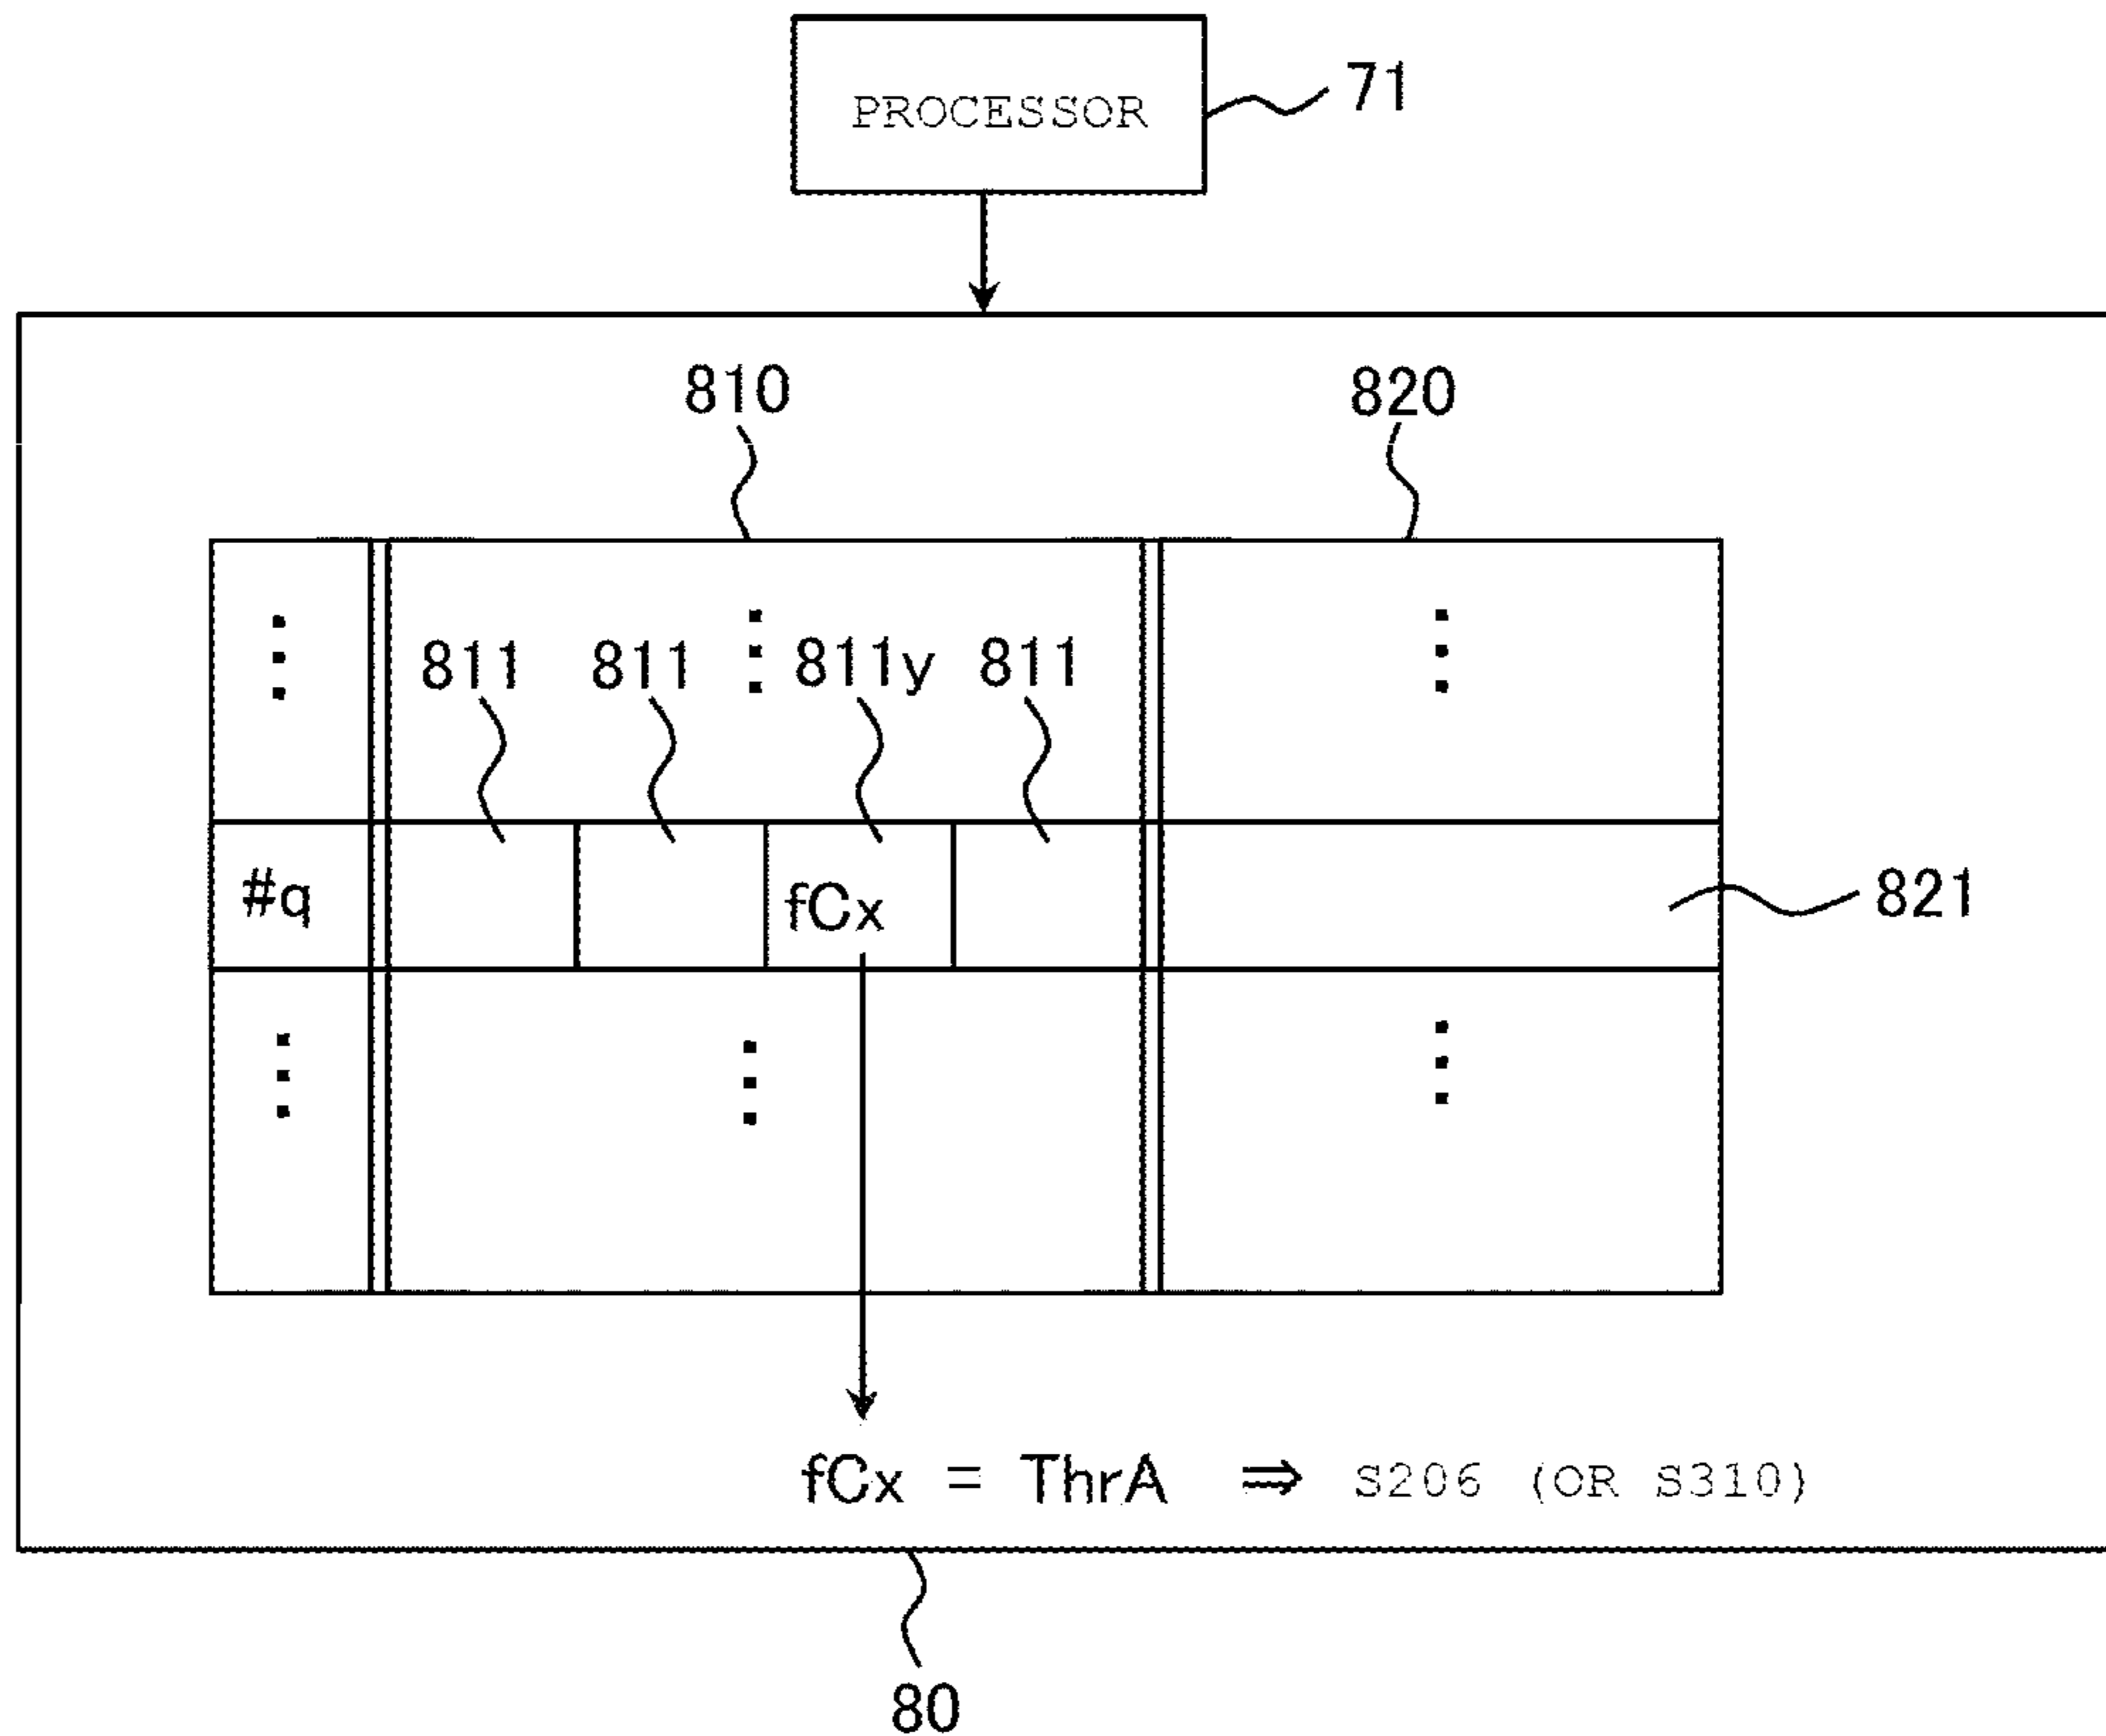 PROCESSOR 71
810 820
811 811 811y 811
#q fCx 821
fCx = ThrA ⇒ S206 (OR S310)
80